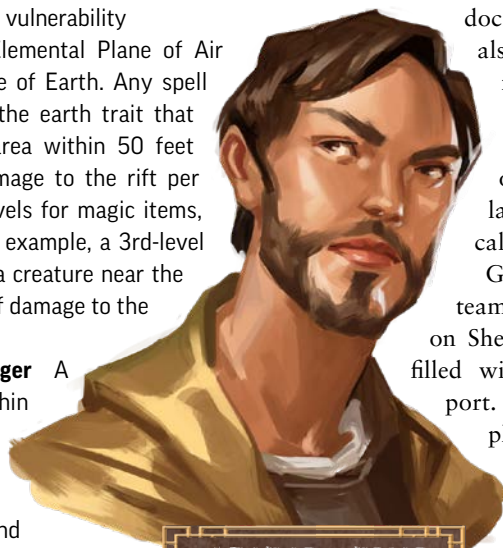 vulnerability
lemental Plane of Air
e of Earth. Any spell
the earth trait that
area within 50 feet
mage to the rift per
vels for magic items,
example, a 3rd-level
a creature near the
f damage to the
ger A
thin
nd
doc
als
la
cal
G
team
on She
filled wi
port.
pl